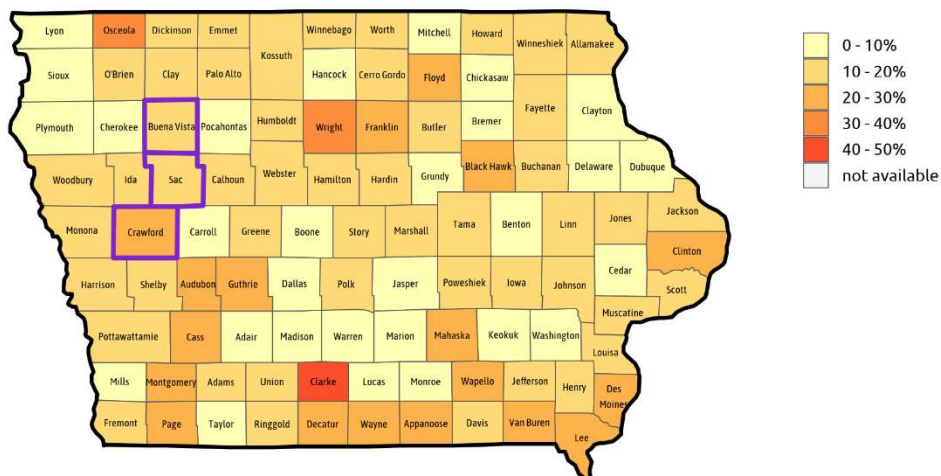 Lyon Osceola Dickinson Emmet Winnebago Worth Mitchell Howard Winneshiek Allamakee
Kossuth
Sioux O'Brien Clay Palo Alto Hancock Cerro Gordo Floyd Chickasaw
Fayette Clayton
Plymouth Cherokee Buena Vista Pocahontas Humboldt Wright Franklin Butler Bremer
Woodbury Ida Sac Calhoun Webster Hamilton Hardin Grundy Black Hawk Buchanan Delaware Dubuque
Monona Crawford Carroll Greene Boone Story Marshall Tama Benton Linn Jones Jackson
Clinton
Cedar
Harrison Shelby Audubon Guthrie Dallas Polk Jasper Poweshiek Iowa Johnson Scott
Muscatine
Pottawattamie Cass Adair Madison Warren Marion Mahaska Keokuk Washington
Louisa
Mills Montgomery Adams Union Clarke Lucas Monroe Wapello Jefferson Henry Des
Moines
Fremont Page Taylor Ringgold Decatur Wayne Appanoose Davis Van Buren
Lee
0 - 10%
10 - 20%
20 - 30%
30 - 40%
40 - 50%
not available